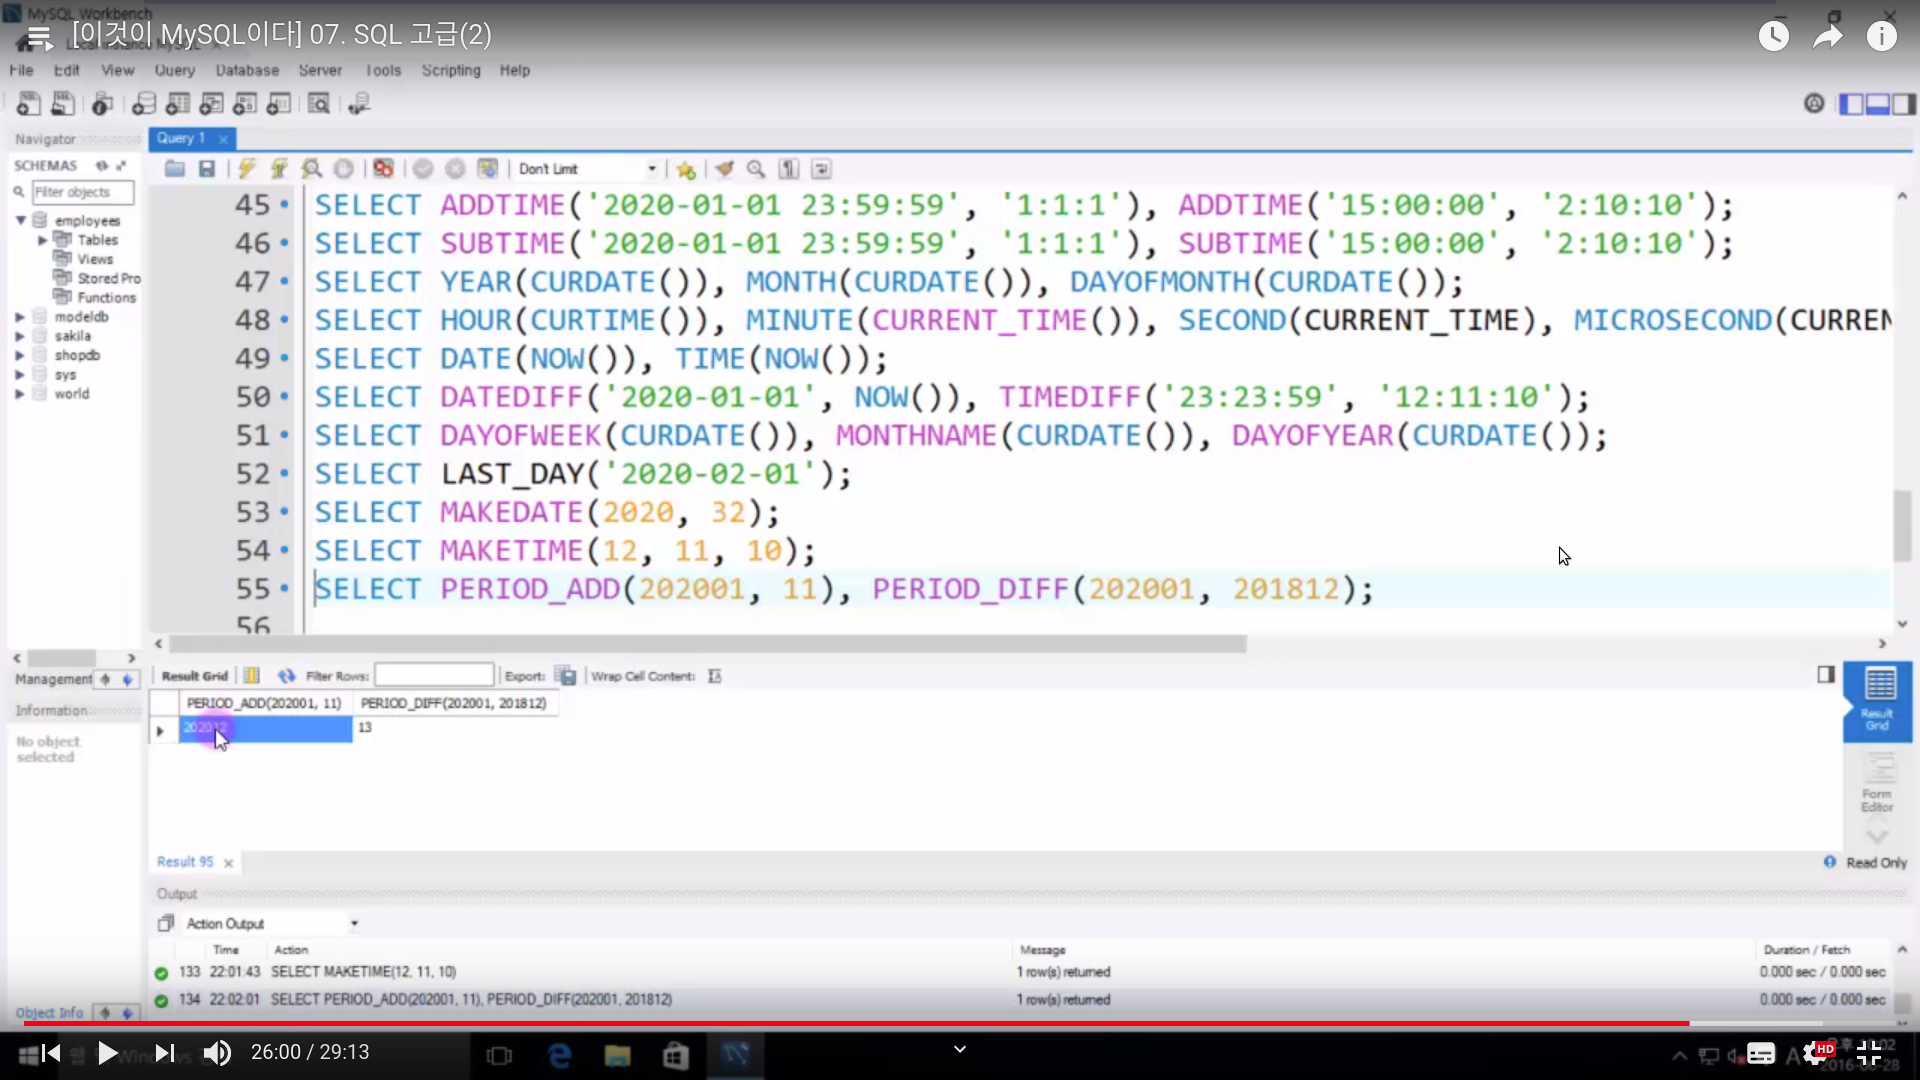 MySQL Workbench
[이것이 MySQL이다] 07. SQL 고급(2)
File Edit View Query Database Server Tools Scripting Help
Navigator
Query 1
SCHEMAS
Don't Limit
Filter objects
employees
Tables
Views
Stored Pro
Functions
modeldb
sakila
shopdb
sys
world
45 SELECT ADDTIME('2020-01-01 23:59:59', '1:1:1'), ADDTIME('15:00:00', '2:10:10');
46 SELECT SUBTIME('2020-01-01 23:59:59', '1:1:1'), SUBTIME('15:00:00', '2:10:10');
47 SELECT YEAR(CURDATE()), MONTH(CURDATE()), DAYOFMONTH(CURDATE());
48 SELECT HOUR(CURTIME()), MINUTE(CURRENT_TIME()), SECOND(CURRENT_TIME), MICROSECOND(CURREN
49 SELECT DATE(NOW()), TIME(NOW());
50 SELECT DATEDIFF('2020-01-01', NOW()), TIMEDIFF('23:23:59', '12:11:10');
51 SELECT DAYOFWEEK(CURDATE()), MONTHNAME(CURDATE()), DAYOFYEAR(CURDATE());
52 SELECT LAST_DAY('2020-02-01');
53 SELECT MAKEDATE(2020, 32);
54 SELECT MAKETIME(12, 11, 10);
55 SELECT PERIOD_ADD(202001, 11), PERIOD_DIFF(202001, 201812);
56
Management
Information
No object
selected
Object Info
Result Grid Filter Rows: Export: Wrap Cell Content:
PERIOD_ADD(202001, 11) PERIOD_DIFF(202001, 201812)
202012 13
Result
Grid
Form
Editor
Result 95
Read Only
Output
Action Output
Time Action Message Duration / Fetch
133 22:01:43 SELECT MAKETIME(12, 11, 10) 1 row(s) returned 0.000 sec / 0.000 sec
134 22:02:01 SELECT PERIOD_ADD(202001, 11), PERIOD_DIFF(202001, 201812) 1 row(s) returned 0.000 sec / 0.000 sec
26:00 / 29:13
HD